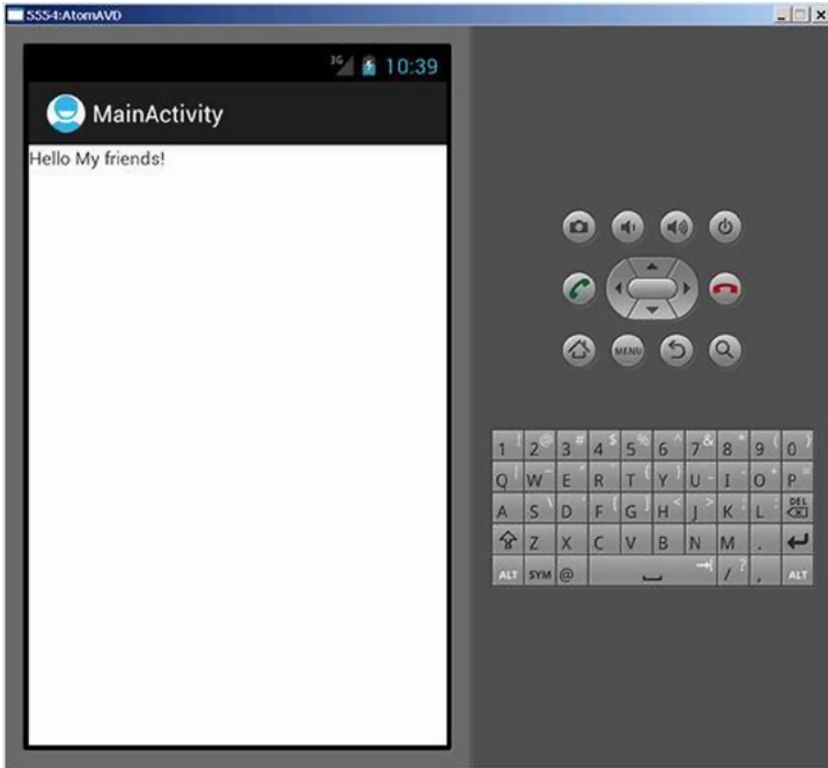 5554:AtomAVD
3G 10:39
MainActivity
Hello My friends!
MENU
1 ! 2 @ 3 # 4 $ 5 % 6 ^ 7 & 8 * 9 ( 0 )
Q W E R T { Y } U - I O + P =
A S \ D F [ G ] H < J > K ; L : DEL
Z X C V B N M .
ALT SYM @ / ? , ALT